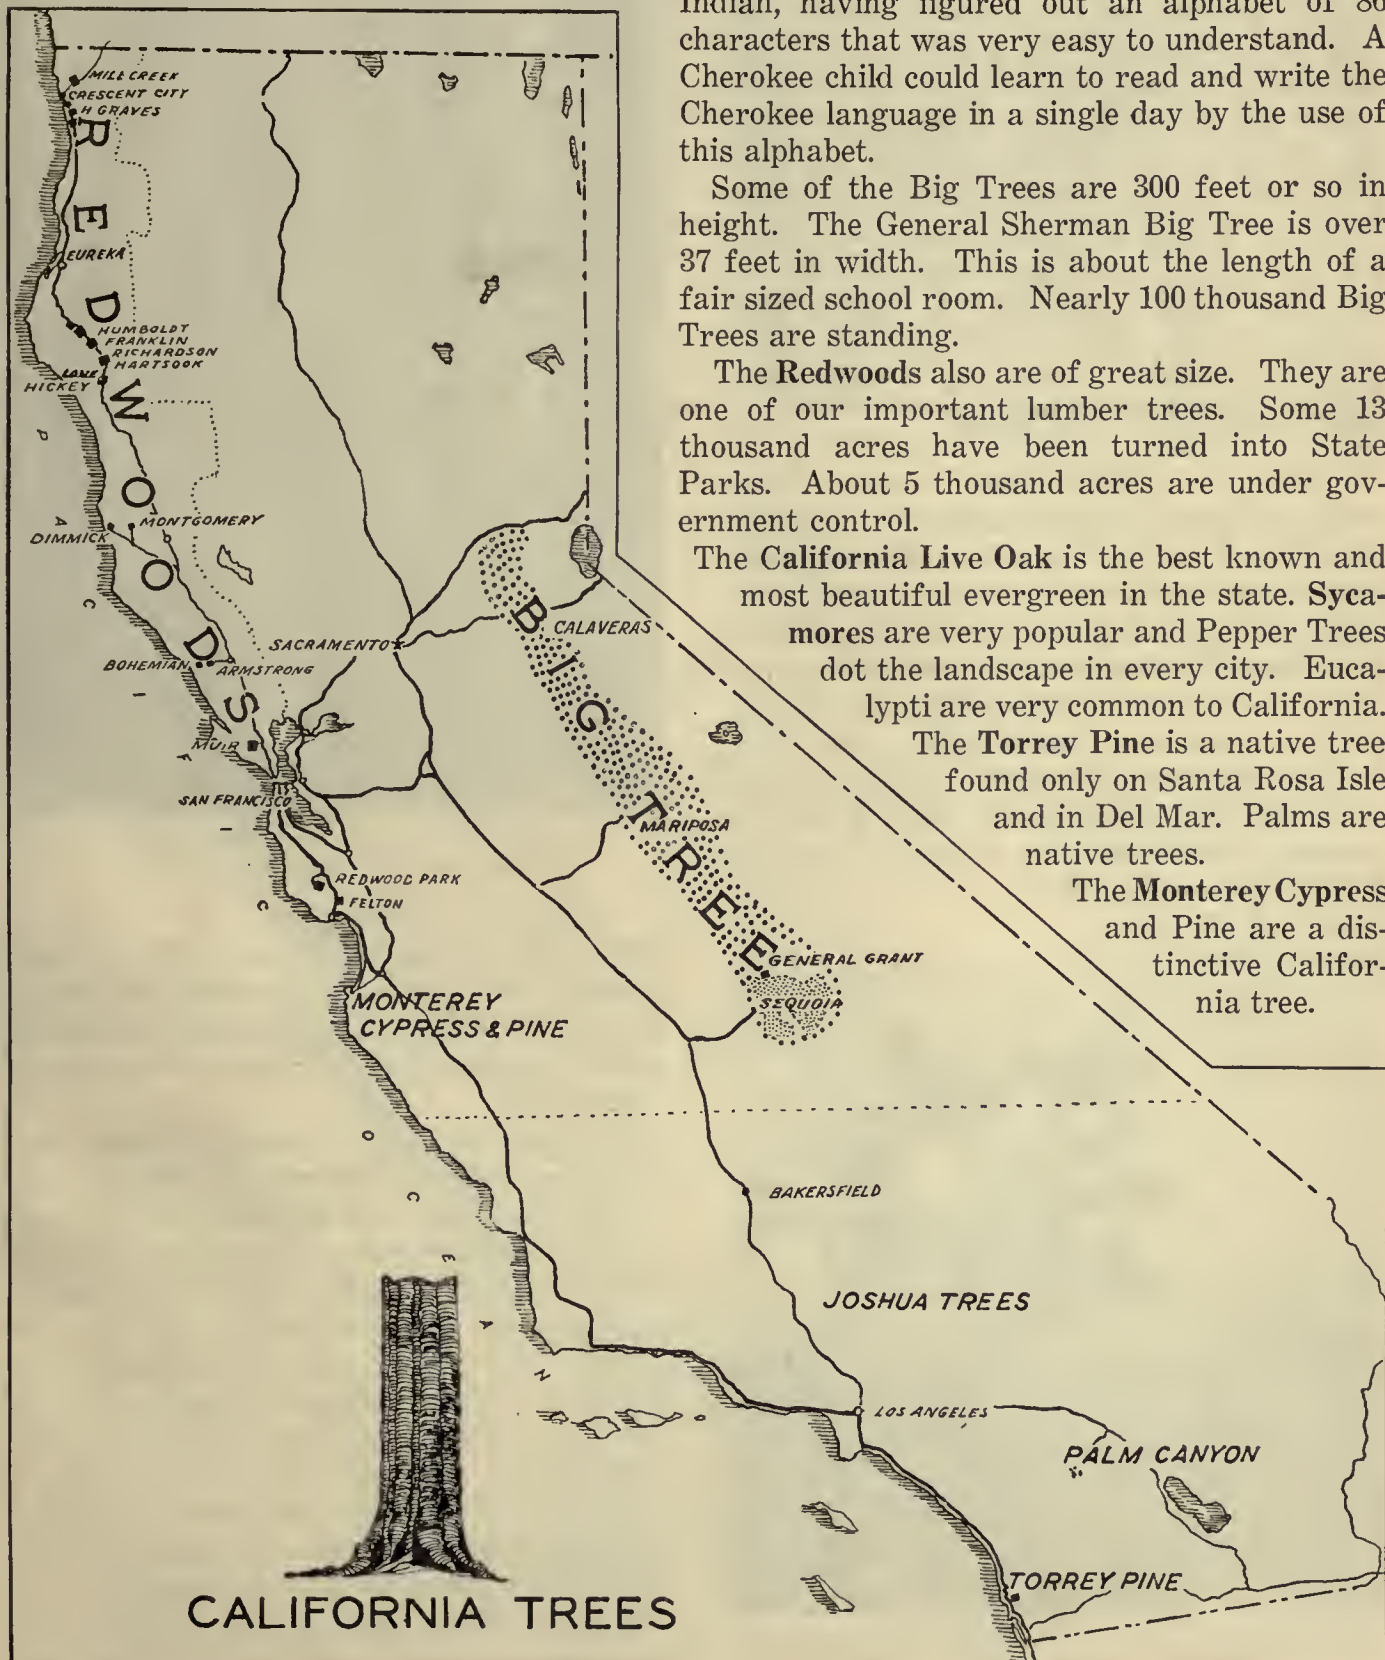 Indian, having figured out an alphabet of 86
characters that was very easy to understand. A
Cherokee child could learn to read and write the
Cherokee language in a single day by the use of
this alphabet.
Some of the Big Trees are 300 feet or so in
height. The General Sherman Big Tree is over
37 feet in width. This is about the length of a
fair sized school room. Nearly 100 thousand Big
Trees are standing.
The Redwoods also are of great size. They are
one of our important lumber trees. Some 13
thousand acres have been turned into State
Parks. About 5 thousand acres are under gov-
ernment control.
The California Live Oak is the best known and
most beautiful evergreen in the state. Syca-
mores are very popular and Pepper Trees
dot the landscape in every city. Euca-
lypti are very common to California.
The Torrey Pine is a native tree
found only on Santa Rosa Isle
and in Del Mar. Palms are
native trees.
The Monterey Cypress
and Pine are a dis-
tinctive Califor-
nia tree.
MILL CREEK
CRESCENT CITY
H GRAVES
REDWOODS
EUREKA
HUMBOLDT
FRANKLIN
RICHARDSON
HARTSOOK
LANE
HICKEY
MONTGOMERY
DIMMICK
SACRAMENTO
BOHEMIAN
ARMSTRONG
MUIR
SAN FRANCISCO
REDWOOD PARK
FELTON
BIG TREE
CALAVERAS
MARIPOSA
GENERAL GRANT
SEQUOIA
MONTEREY
CYPRESS & PINE
PACIFIC OCEAN
BAKERSFIELD
JOSHUA TREES
LOS ANGELES
PALM CANYON
TORREY PINE
CALIFORNIA TREES